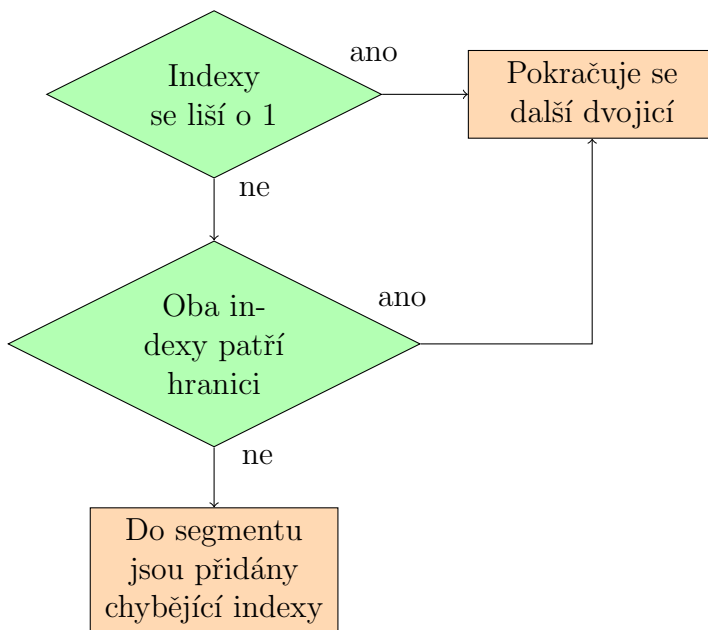 Indexy
se liší o 1
ano
Pokračuje se
další dvojicí
ne
Oba in-
dexy patří
hranici
ano
ne
Do segmentu
jsou přidány
chybějící indexy